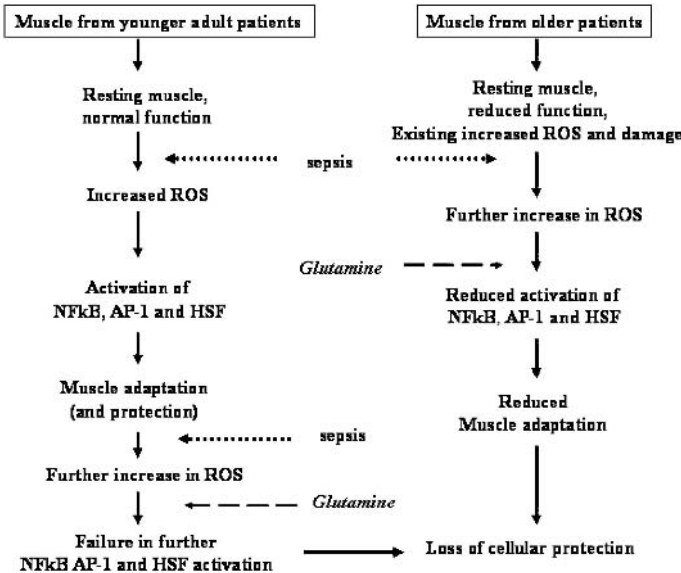 Muscle from younger adult patients
Resting muscle,
normal function
Increased ROS
Activation of
NFkB, AP-1 and HSF
Muscle adaptation
(and protection)
sepsis
Further increase in ROS
Glutamine
Failure in further
NFkB AP-1 and HSF activation
Muscle from older patients
Resting muscle,
reduced function,
Existing increased ROS and damage
sepsis
Further increase in ROS
Glutamine
Reduced activation of
NFkB, AP-1 and HSF
Reduced
Muscle adaptation
Loss of cellular protection